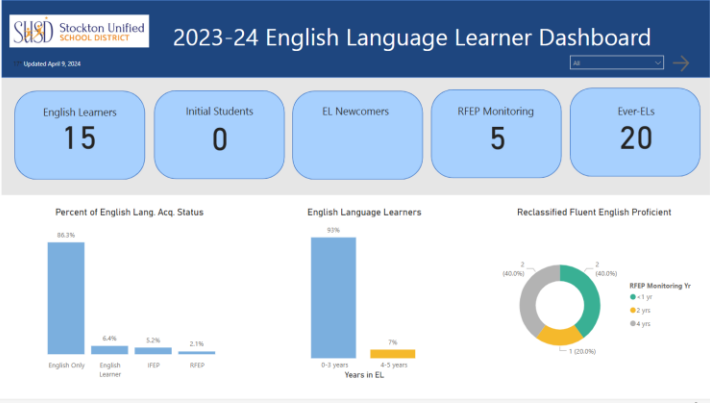 SUSD Stockton Unified
SCHOOL DISTRICT
2023-24 English Language Learner Dashboard
Updated April 9, 2024
All
English Learners
15
Initial Students
0
EL Newcomers
RFEP Monitoring
5
Ever-ELs
20
Percent of English Lang. Acq. Status
6.4%
5.2%
2.1%
English Only
English
Learner
IFEP
RFEP
English Language Learners
93%
7%
0-3 years
4-5 years
Years in EL
Reclassified Fluent English Proficient
2
(40.0%)
2
(40.0%)
1 (20.0%)
RFEP Monitoring Yr
<1 yr
2 yrs
4 yrs